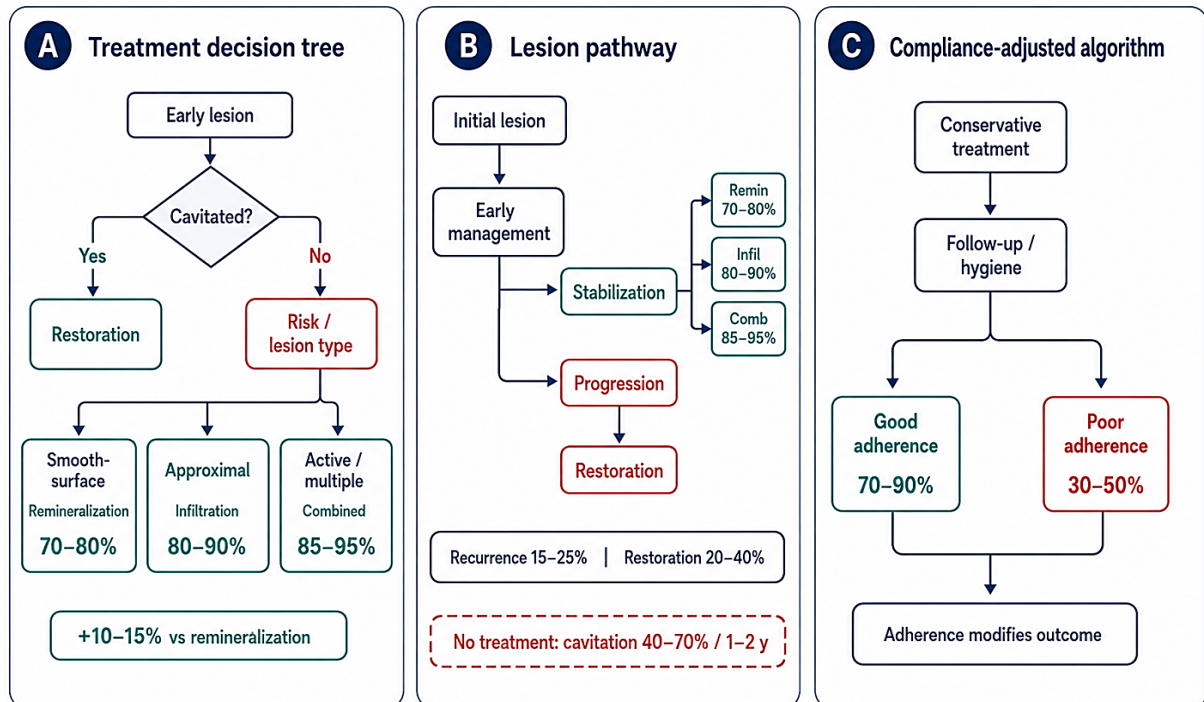 A Treatment decision tree
Early lesion
Cavitated?
Yes
No
Restoration
Risk /
lesion type
Smooth-
surface
Remineralization
70–80%
Approximal
Infiltration
80–90%
Active /
multiple
Combined
85–95%
+10–15% vs remineralization
B Lesion pathway
Initial lesion
Early
management
Stabilization
Remin
70–80%
Infil
80–90%
Comb
85–95%
Progression
Restoration
Recurrence 15–25% | Restoration 20–40%
No treatment: cavitation 40–70% / 1–2 y
C Compliance-adjusted algorithm
Conservative
treatment
Follow-up /
hygiene
Good
adherence
70–90%
Poor
adherence
30–50%
Adherence modifies outcome